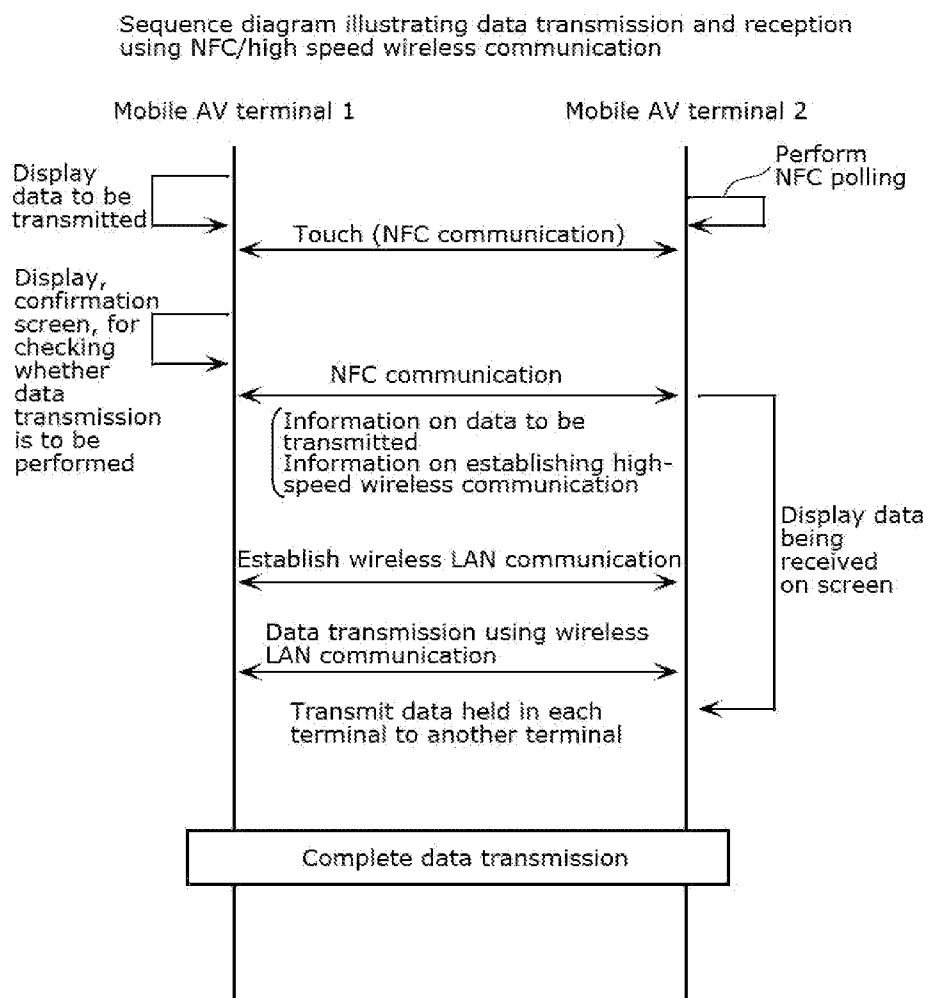 Sequence diagram illustrating data transmission and reception
using NFC/high speed wireless communication
Mobile AV terminal 1
Mobile AV terminal 2
Display
data to be
transmitted
Perform
NFC polling
Touch (NFC communication)
Display,
confirmation
screen, for
checking
whether
data
transmission
is to be
performed
NFC communication
Information on data to be
transmitted
Information on establishing high-
speed wireless communication
Display data
being
received
on screen
Establish wireless LAN communication
Data transmission using wireless
LAN communication
Transmit data held in each
terminal to another terminal
Complete data transmission